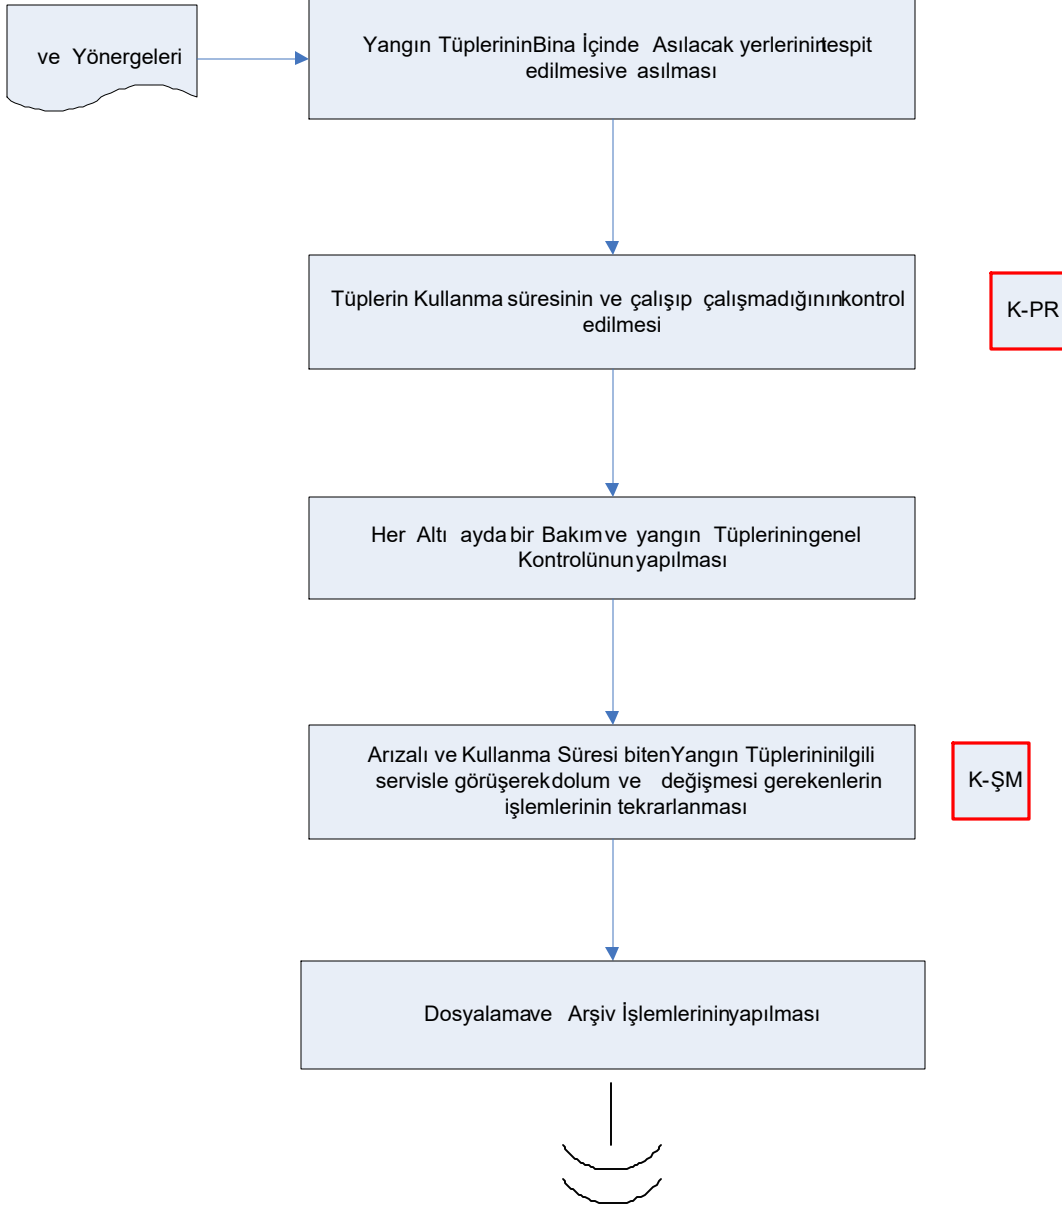 ve Yönergeleri
Yangın TüplerininBina İçinde Asılacak yerlerinintespit
edilmesive asılması
Tüplerin Kullanma süresinin ve çalışıp çalışmadığınınkontrol
edilmesi
K-PR
Her Altı aydabir Bakımve yangın Tüpleriningenel
Kontrolününyapılması
Arızalı ve Kullanma Süresi bitenYangın Tüplerininilgili
servisle görüşerekdolum ve değişmesi gerekenlerin
işlemlerinin tekrarlanması
K-ŞM
Dosyalamave Arşiv İşlemlerininyapılması